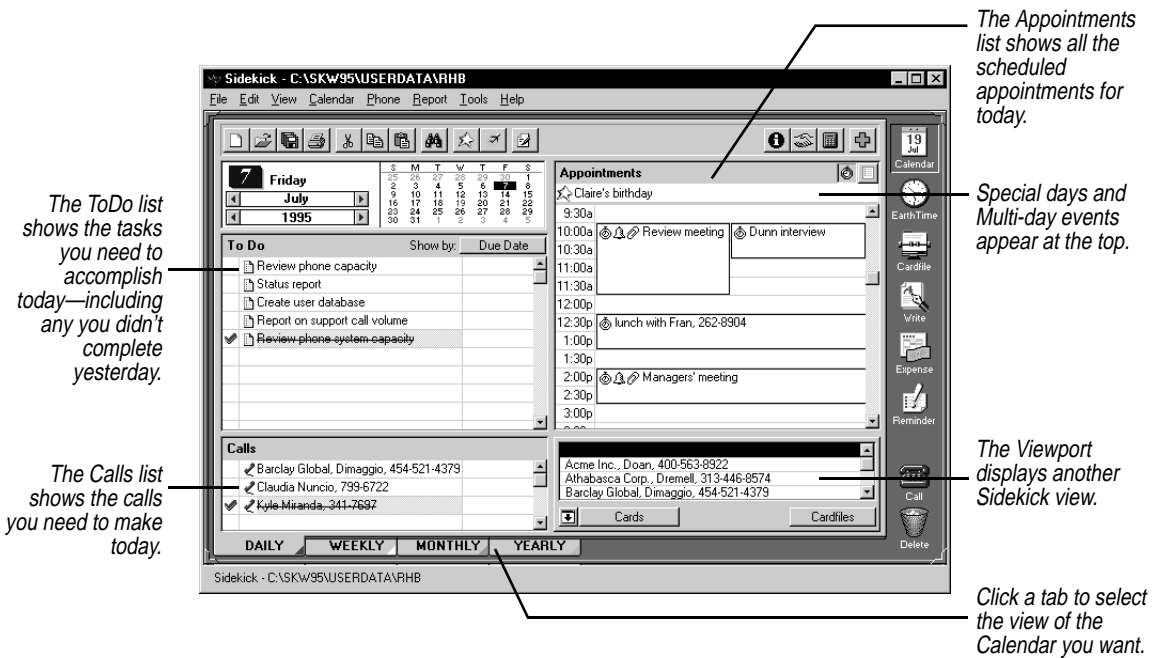 The Appointments
list shows all the
scheduled
appointments for
today.
Sidekick - C:\SKW95\USERDATA\RHB
File Edit View Calendar Phone Report Tools Help
19
Jul
Calendar
7 Friday
July
1995
S M T W T F S
25 26 27 28 29 30 1
2 3 4 5 6 7 8
9 10 11 12 13 14 15
16 17 18 19 20 21 22
23 24 25 26 27 28 29
30 31 1 2 3 4 5
Appointments
Claire's birthday
9:30a
10:00a Review meeting Dunn interview
10:30a
11:00a
11:30a
12:00p
12:30p lunch with Fran, 262-8904
1:00p
1:30p
2:00p Managers' meeting
2:30p
3:00p
EarthTime
Cardfile
Write
Expense
Reminder
Call
Delete
Special days and
Multi-day events
appear at the top.
The ToDo list
shows the tasks
you need to
accomplish
today—including
any you didn't
complete
yesterday.
To Do Show by: Due Date
Review phone capacity
Status report
Create user database
Report on support call volume
Review phone system capacity
The Calls list
shows the calls
you need to make
today.
Calls
Barclay Global, Dimaggio, 454-521-4379
Claudia Nuncio, 799-6722
Kyle Miranda, 341-7697
Acme Inc., Doan, 400-563-8922
Athabasca Corp., Dremell, 313-446-8574
Barclay Global, Dimaggio, 454-521-4379
Cards Cardfiles
The Viewport
displays another
Sidekick view.
DAILY WEEKLY MONTHLY YEARLY
Sidekick - C:\SKW95\USERDATA\RHB
Click a tab to select
the view of the
Calendar you want.